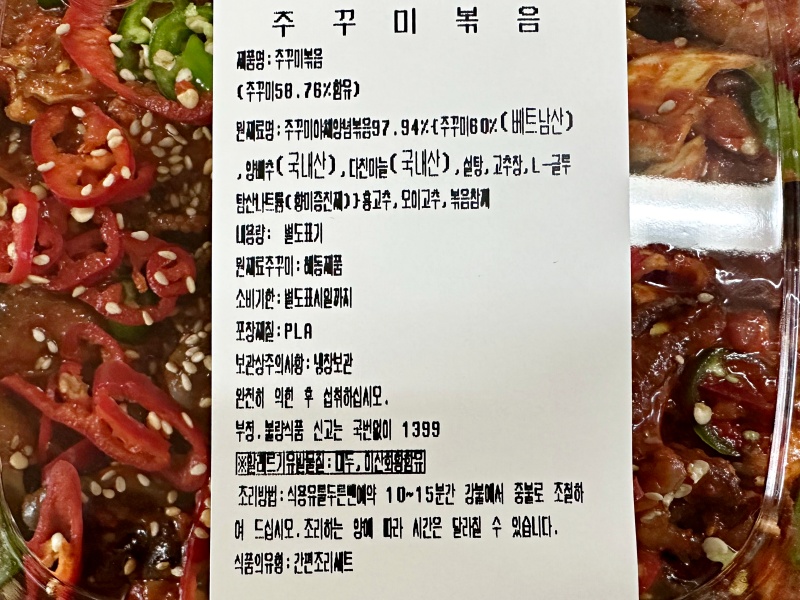 주꾸미볶음
제품명:주꾸미볶음
(주꾸미58.76%함유)
원재료명:주꾸미야채양념볶음97.94%{주꾸미60%(베트남산)
,양배추(국내산),다진마늘(국내산),설탕,고추장,L-글루
탐산나트륨(향미증진제)}홍고추,오이고추,볶음참깨
내용량: 별도표기
원재료주꾸미:해동제품
소비기한:별도표시일까지
포장재질:PLA
보관상주의사항:냉장보관
완전히 익힌 후 섭취하십시오.
부정.불량식품 신고는 국번없이 1399
※알레르기유발물질:대두,이산화황함유
조리방법:식용유를두른팬에약 10~15분간 강불에서 중불로 조절하
여 드십시오.조리하는 양에 따라 시간은 달라질 수 있습니다.
식품의유형:간편조리세트